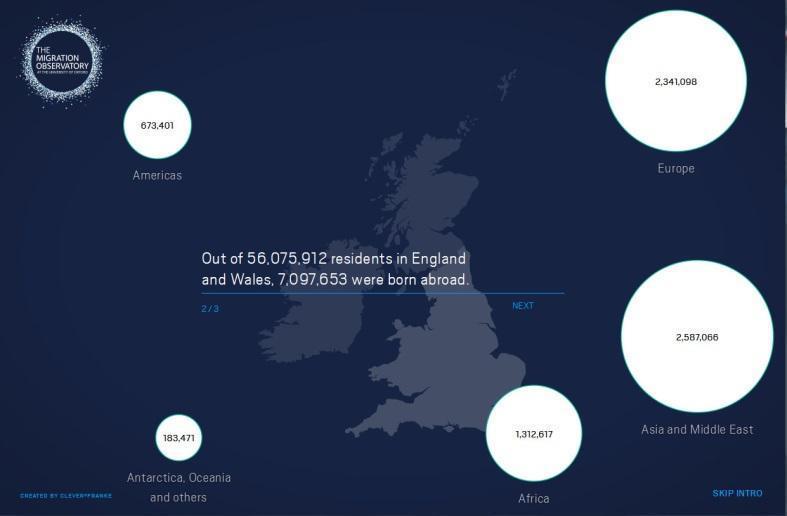 THE
MIGRATION
OBSERVATORY
AT THE UNIVERSITY OF OXFORD
673,401
Americas
2,341,098
Europe
Out of 56,075,912 residents in England
and Wales, 7,097,653 were born abroad.
2 / 3
NEXT
2,587,066
Asia and Middle East
183,471
Antarctica, Oceania
and others
1,312,617
Africa
CREATED BY CLEVER°FRANKE
SKIP INTRO